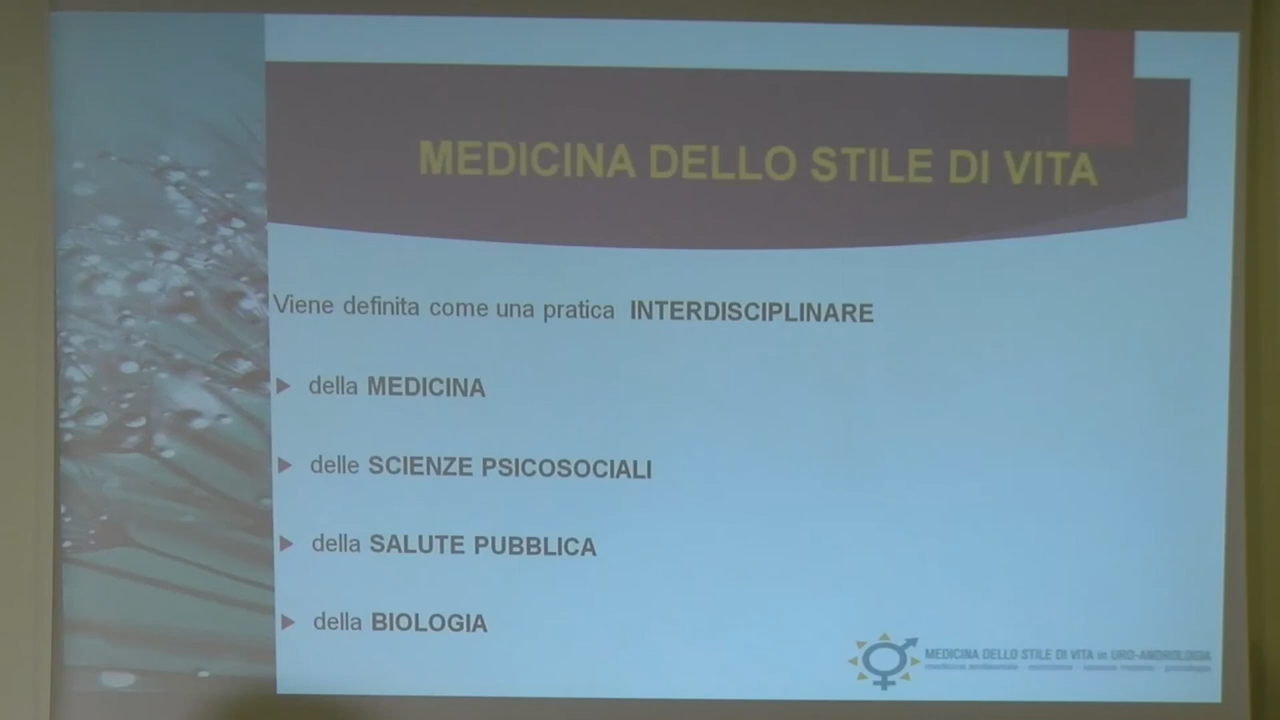 MEDICINA DELLO STILE DI VITA
Viene definita come una pratica INTERDISCIPLINARE
della MEDICINA
delle SCIENZE PSICOSOCIALI
della SALUTE PUBBLICA
della BIOLOGIA
MEDICINA DELLO STILE DI VITA in URO-ANDROLOGIA